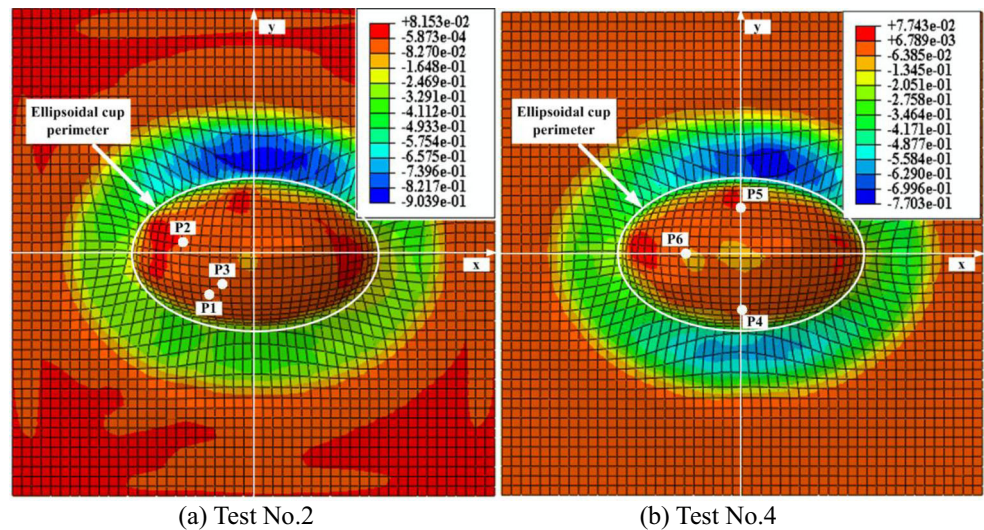 y
+8.153e-02
-5.873e-04
-8.270e-02
-1.648e-01
-2.469e-01
-3.291e-01
-4.112e-01
-4.933e-01
-5.754e-01
-6.575e-01
-7.396e-01
-8.217e-01
-9.039e-01
Ellipsoidal cup
perimeter
P2
P3
P1
x
(a) Test No.2
y
+7.743e-02
+6.789e-03
-6.385e-02
-1.345e-01
-2.051e-01
-2.758e-01
-3.464e-01
-4.171e-01
-4.877e-01
-5.584e-01
-6.290e-01
-6.996e-01
-7.703e-01
Ellipsoidal cup
perimeter
P5
P6
P4
x
(b) Test No.4